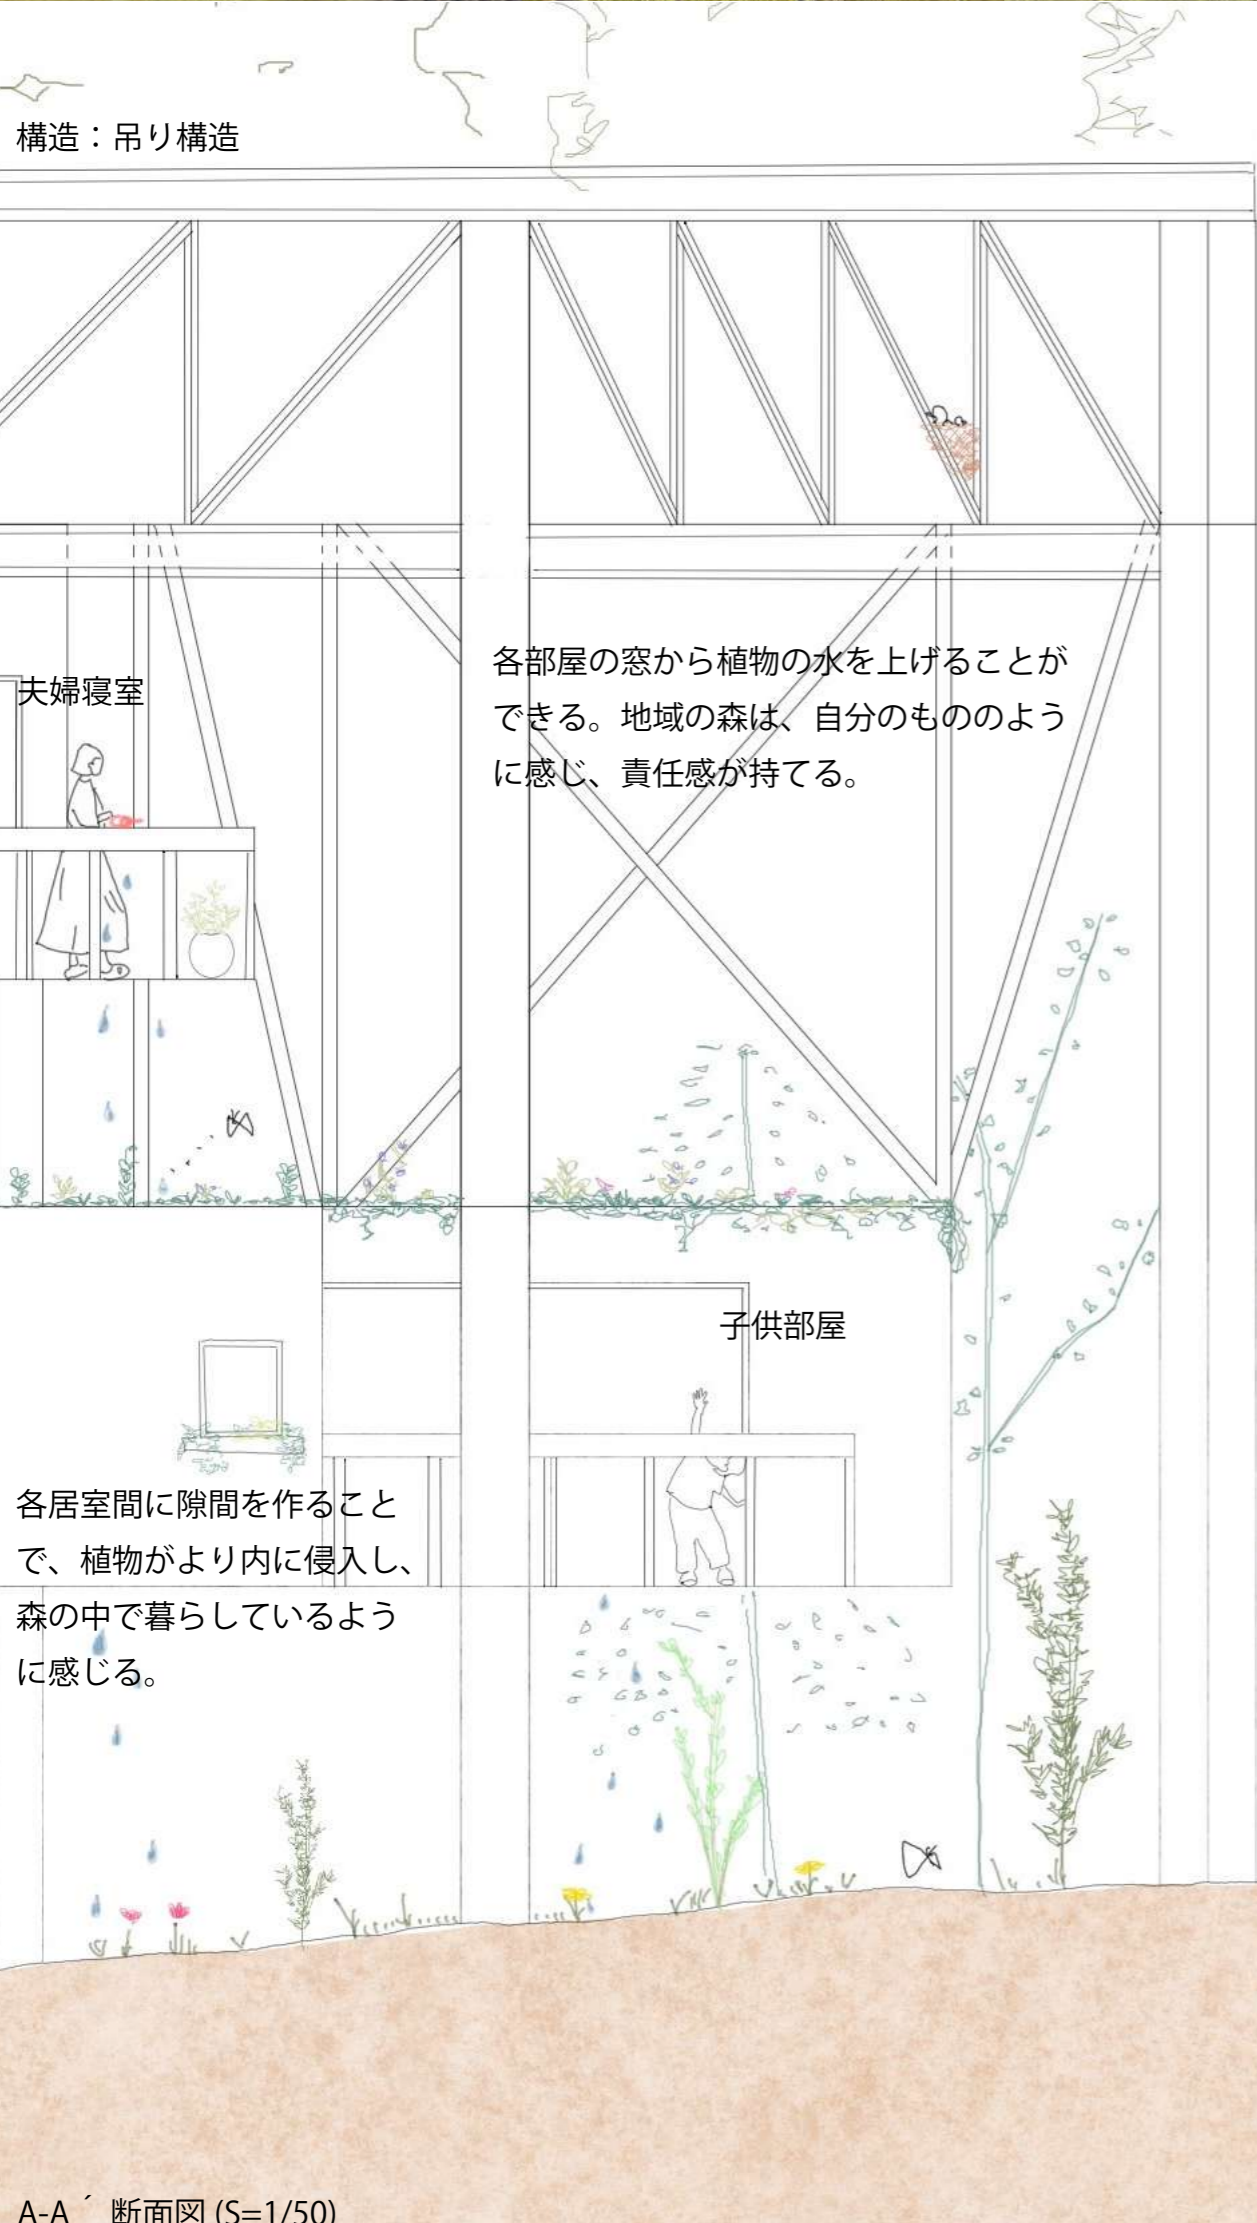 構造：吊り構造
各部屋の窓から植物の水を上げることが
できる。地域の森は、自分のもののよう
に感じ、責任感が持てる。
夫婦寝室
子供部屋
各居室間に隙間を作ること
で、植物がより内に侵入し、
森の中で暮らしているよう
に感じる。
A-A ́ 断面図 (S=1/50)